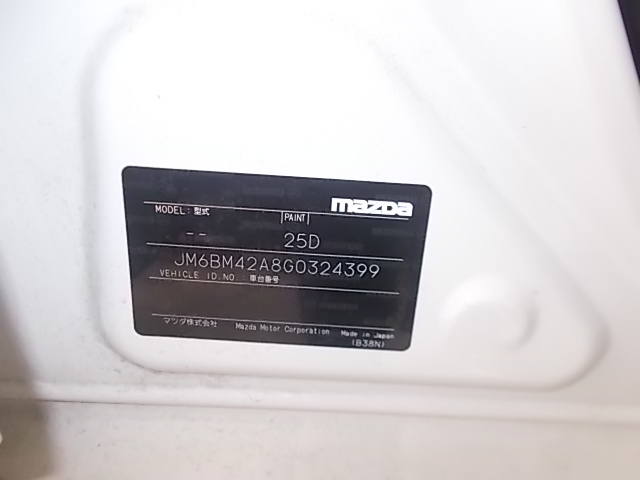 mazda
MODEL: 型式 PAINT
-- 25D
JM6BM42A8G0324399
VEHICLE ID.NO.: 車台番号
マツダ株式会社 Mazda Motor Corporation Made in Japan
(B38N)